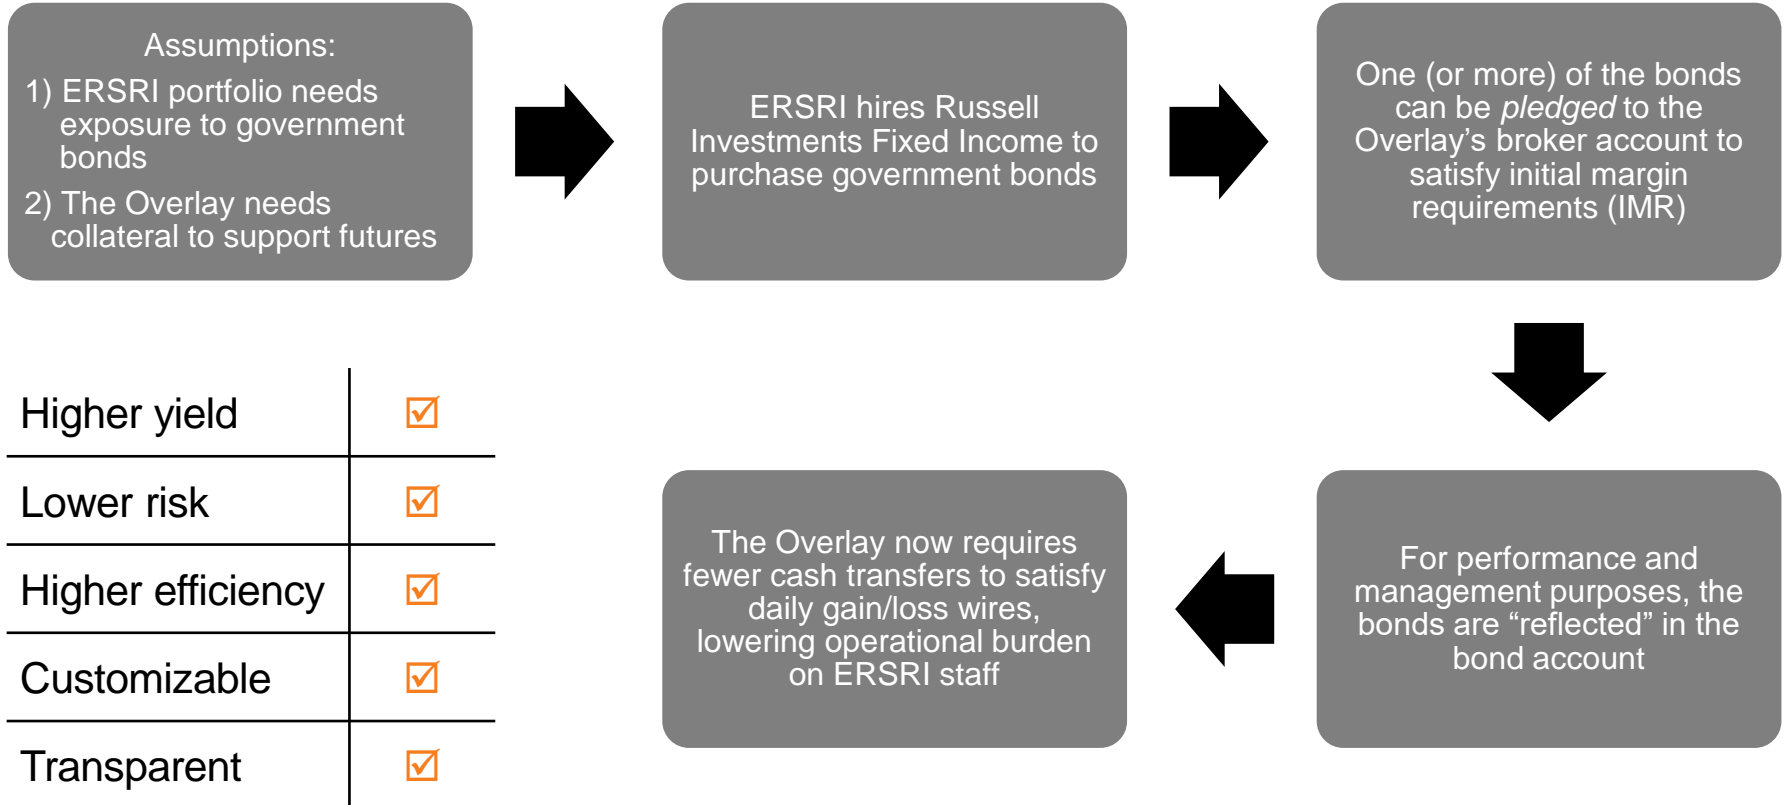 Assumptions:
1) ERSRI portfolio needs
exposure to government
bonds
2) The Overlay needs
collateral to support futures
ERSRI hires Russell
Investments Fixed Income to
purchase government bonds
One (or more) of the bonds
can be pledged to the
Overlay's broker account to
satisfy initial margin
requirements (IMR)
For performance and
management purposes, the
bonds are “reflected” in the
bond account
The Overlay now requires
fewer cash transfers to satisfy
daily gain/loss wires,
lowering operational burden
on ERSRI staff
Higher yield ☑
Lower risk ☑
Higher efficiency ☑
Customizable ☑
Transparent ☑